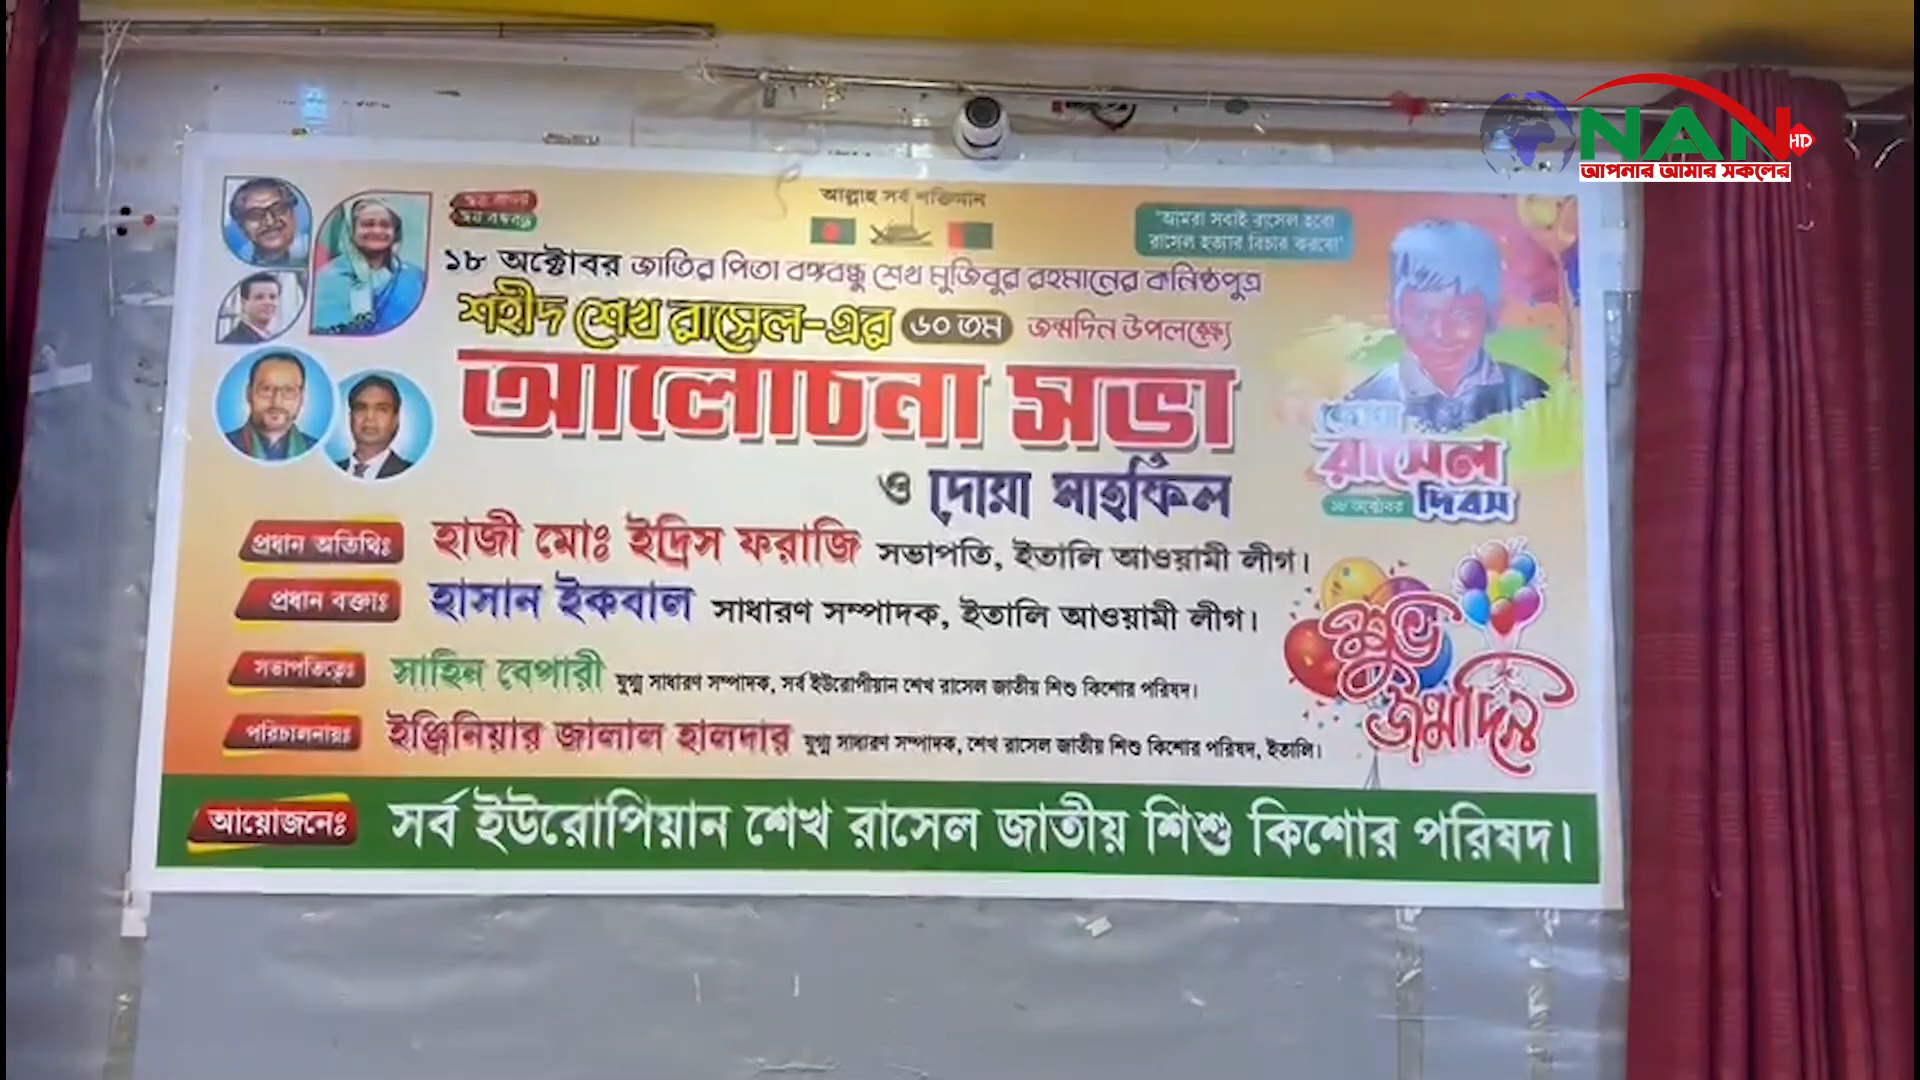 NAN HD
আপনার আমার সকলের
আল্লাহ সর্ব শক্তিমান
জয় বঙ্গবন্ধু
"আমরা সবাই রাসেল হবো
রাসেল হত্যার বিচার করবো"
১৮ অক্টোবর জাতির পিতা বঙ্গবন্ধু শেখ মুজিবুর রহমানের কনিষ্ঠপুত্র
শহীদ শেখ রাসেল-এর ৬০ তম জন্মদিন উপলক্ষ্যে
আলোচনা সভা
ও দোয়া মাহফিল
শেখ
রাসেল
১৮ অক্টোবর দিবস
প্রধান অতিথিঃ হাজী মোঃ ইদ্রিস ফরাজি সভাপতি, ইতালি আওয়ামী লীগ।
প্রধান বক্তাঃ হাসান ইকবাল সাধারণ সম্পাদক, ইতালি আওয়ামী লীগ।
সভাপতিত্বেঃ সাহিন বেপারী যুগ্ম সাধারণ সম্পাদক, সর্ব ইউরোপীয়ান শেখ রাসেল জাতীয় শিশু কিশোর পরিষদ।
পরিচালনায়ঃ ইঞ্জিনিয়ার জালাল হালদার যুগ্ম সাধারণ সম্পাদক, শেখ রাসেল জাতীয় শিশু কিশোর পরিষদ, ইতালি।
শুভ
জন্মদিন
আয়োজনেঃ সর্ব ইউরোপিয়ান শেখ রাসেল জাতীয় শিশু কিশোর পরিষদ।